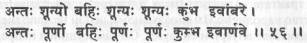 अन्तः शून्यो बहिः शून्यः शून्यः कुंभ इवांबरे ।
अन्तः पूर्णो बहिः पूर्णः पूर्णः कुम्भ इवार्णवे ॥ ५६ ॥